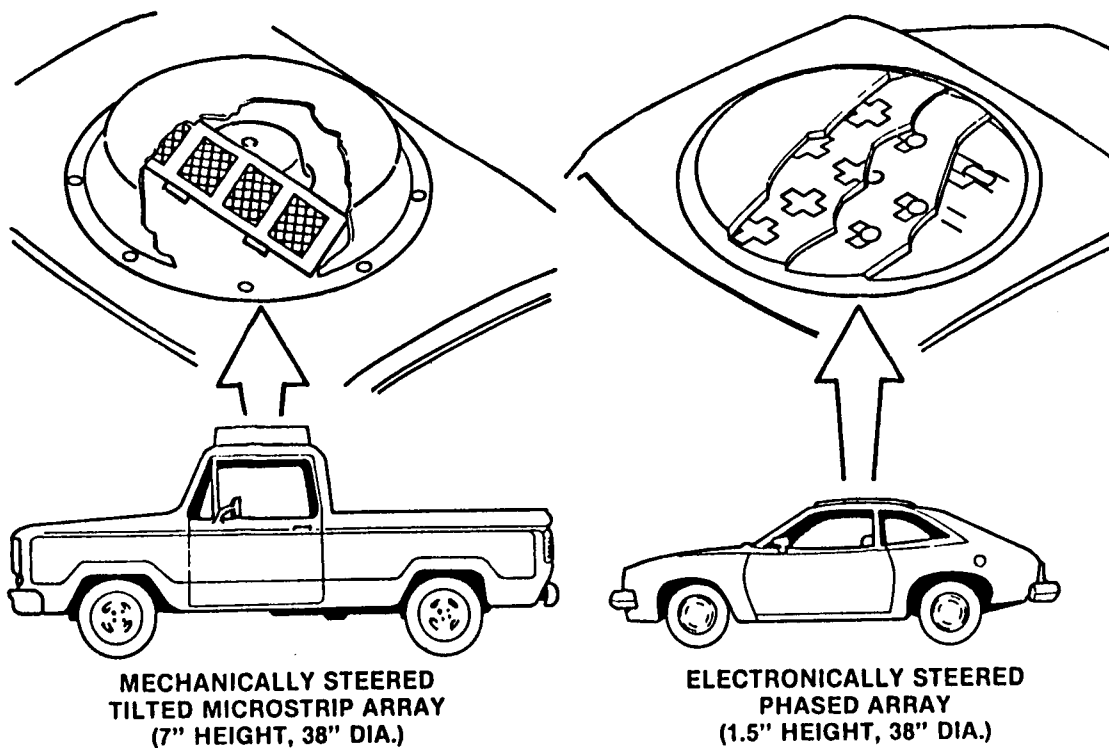 MECHANICALLY STEERED
TILTED MICROSTRIP ARRAY
(7" HEIGHT, 38" DIA.)
ELECTRONICALLY STEERED
PHASED ARRAY
(1.5" HEIGHT, 38" DIA.)